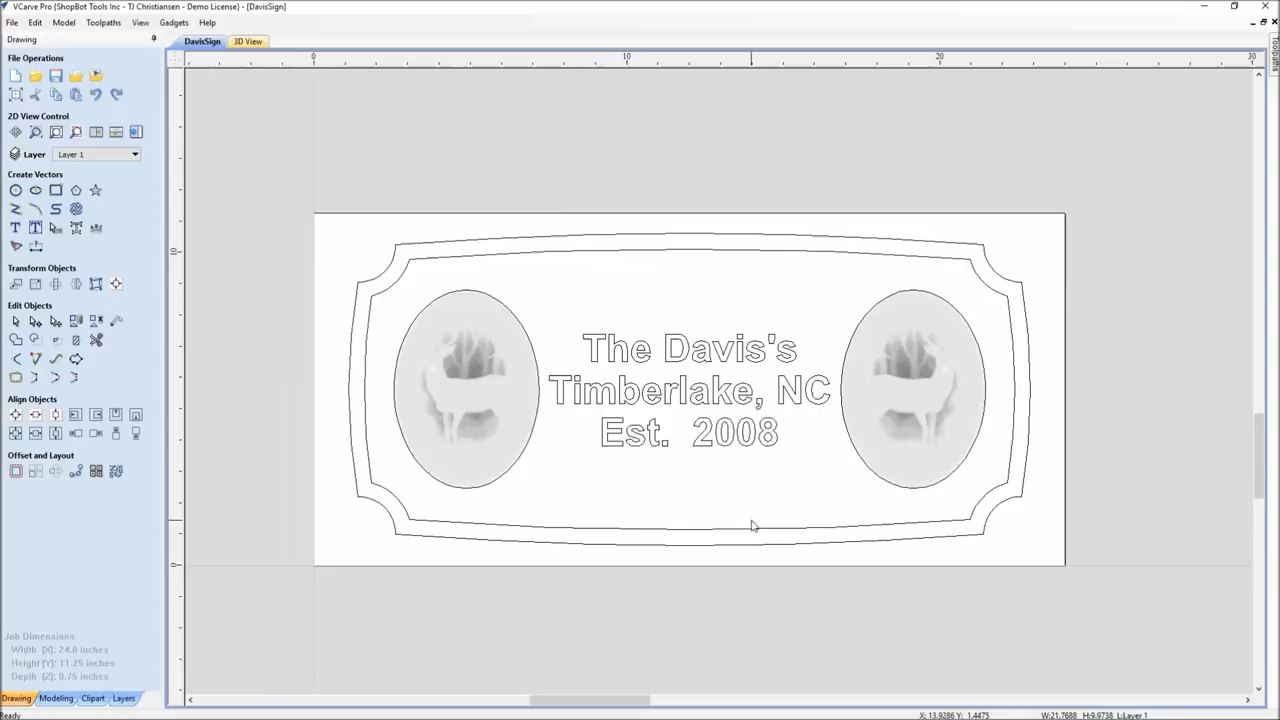 VCarve Pro {ShopBot Tools Inc - TJ Christiansen - Demo License} - [DavisSign]
File Edit Model Toolpaths View Gadgets Help
Drawing
DavisSign 3D View
0 10 20 30
Toolpaths
File Operations
2D View Control
Layer Layer 1
Create Vectors
Transform Objects
Edit Objects
Align Objects
Offset and Layout
The Davis's
Timberlake, NC
Est. 2008
Job Dimensions
Width (X): 24.0 inches
Height (Y): 11.25 inches
Depth (Z): 0.75 inches
Drawing Modeling Clipart Layers
Ready
X: 13.9286 Y: 1.4475
W:21.7688 H:9.9738 L:Layer 1